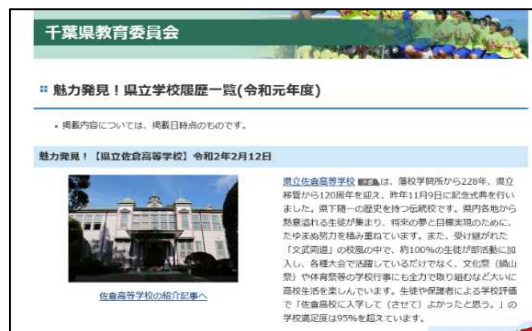 千葉県教育委員会
魅力発見!県立学校履歴一覧(令和元年度)
・掲載内容については、掲載日時点のものです。
魅力発見!【県立佐倉高等学校】令和2年2月12日
県立佐倉高等学校 は、藩校学問所から228年、県立
移管から120周年を迎え、昨年11月9日に記念式典を行い
ました。県下随一の歴史を持つ伝統校です。県内各地から
熱意溢れる生徒が集まり、将来の夢と目標実現のために、
たゆまぬ努力を積み重ねています。また、受け継がれた
「文武両道」の校風の中で、約100%の生徒が部活動に加
入し、各種大会で活躍しているだけでなく、文化祭(鍋山
祭)や体育祭等の学校行事にも全力で取り組むなど大いに
高校生活を楽しんでいます。生徒や保護者による学校評価
で「佐倉高校に入学して(させて)よかったと思う。」の
学校満足度は95%を超えています。
佐倉高等学校の紹介記事へ